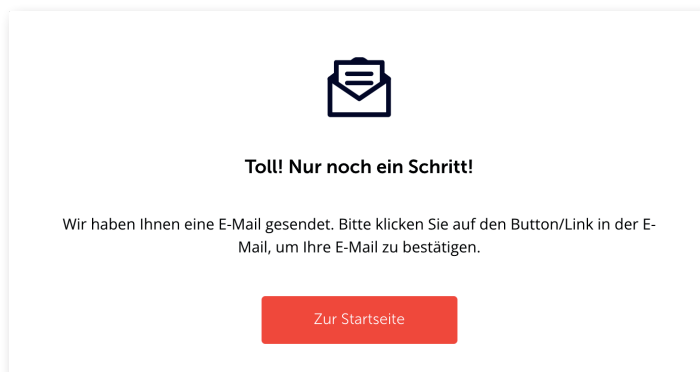 Toll! Nur noch ein Schritt!
Wir haben Ihnen eine E-Mail gesendet. Bitte klicken Sie auf den Button/Link in der E-
Mail, um Ihre E-Mail zu bestätigen.
Zur Startseite